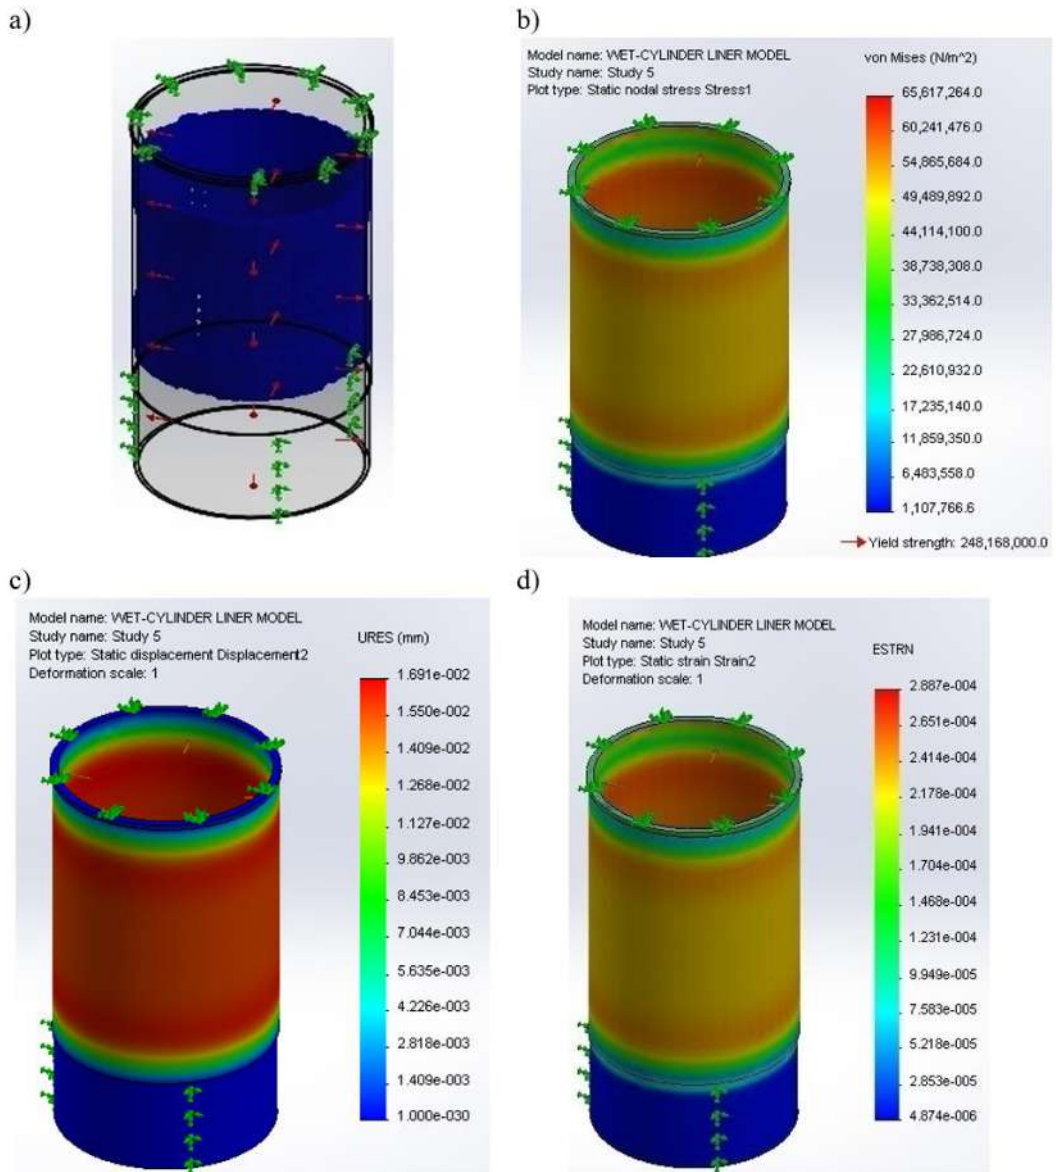 a)
b)
Model name: WET-CYLINDER LINER MODEL
Study name: Study 5
Plot type: Static nodal stress Stress1
von Mises (N/m^2)
65,617,264.0
60,241,476.0
54,865,684.0
49,489,892.0
44,114,100.0
38,738,308.0
33,362,514.0
27,986,724.0
22,610,932.0
17,235,140.0
11,859,350.0
6,483,558.0
1,107,766.6
Yield strength: 248,168,000.0
c)
Model name: WET-CYLINDER LINER MODEL
Study name: Study 5
Plot type: Static displacement Displacement2
Deformation scale: 1
URES (mm)
1.691e-002
1.550e-002
1.409e-002
1.268e-002
1.127e-002
9.862e-003
8.453e-003
7.044e-003
5.635e-003
4.226e-003
2.818e-003
1.409e-003
1.000e-030
d)
Model name: WET-CYLINDER LINER MODEL
Study name: Study 5
Plot type: Static strain Strain2
Deformation scale: 1
ESTRN
2.887e-004
2.651e-004
2.414e-004
2.178e-004
1.941e-004
1.704e-004
1.468e-004
1.231e-004
9.949e-005
7.583e-005
5.218e-005
2.853e-005
4.874e-006